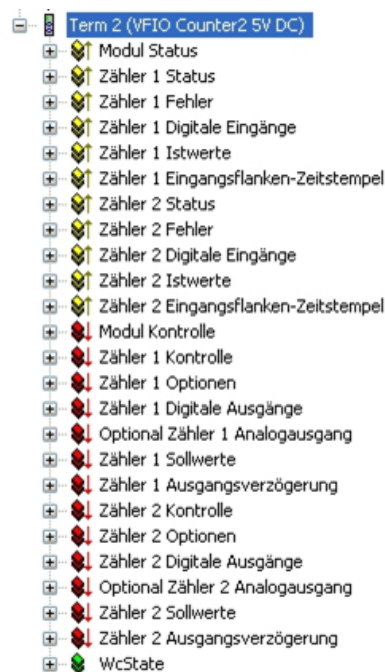 Term 2 (VFIO Counter2 5V DC)
Modul Status
Zähler 1 Status
Zähler 1 Fehler
Zähler 1 Digitale Eingänge
Zähler 1 Istwerte
Zähler 1 Eingangsflanken-Zeitstempel
Zähler 2 Status
Zähler 2 Fehler
Zähler 2 Digitale Eingänge
Zähler 2 Istwerte
Zähler 2 Eingangsflanken-Zeitstempel
Modul Kontrolle
Zähler 1 Kontrolle
Zähler 1 Optionen
Zähler 1 Digitale Ausgänge
Optional Zähler 1 Analogausgang
Zähler 1 Sollwerte
Zähler 1 Ausgangsverzögerung
Zähler 2 Kontrolle
Zähler 2 Optionen
Zähler 2 Digitale Ausgänge
Optional Zähler 2 Analogausgang
Zähler 2 Sollwerte
Zähler 2 Ausgangsverzögerung
WcState